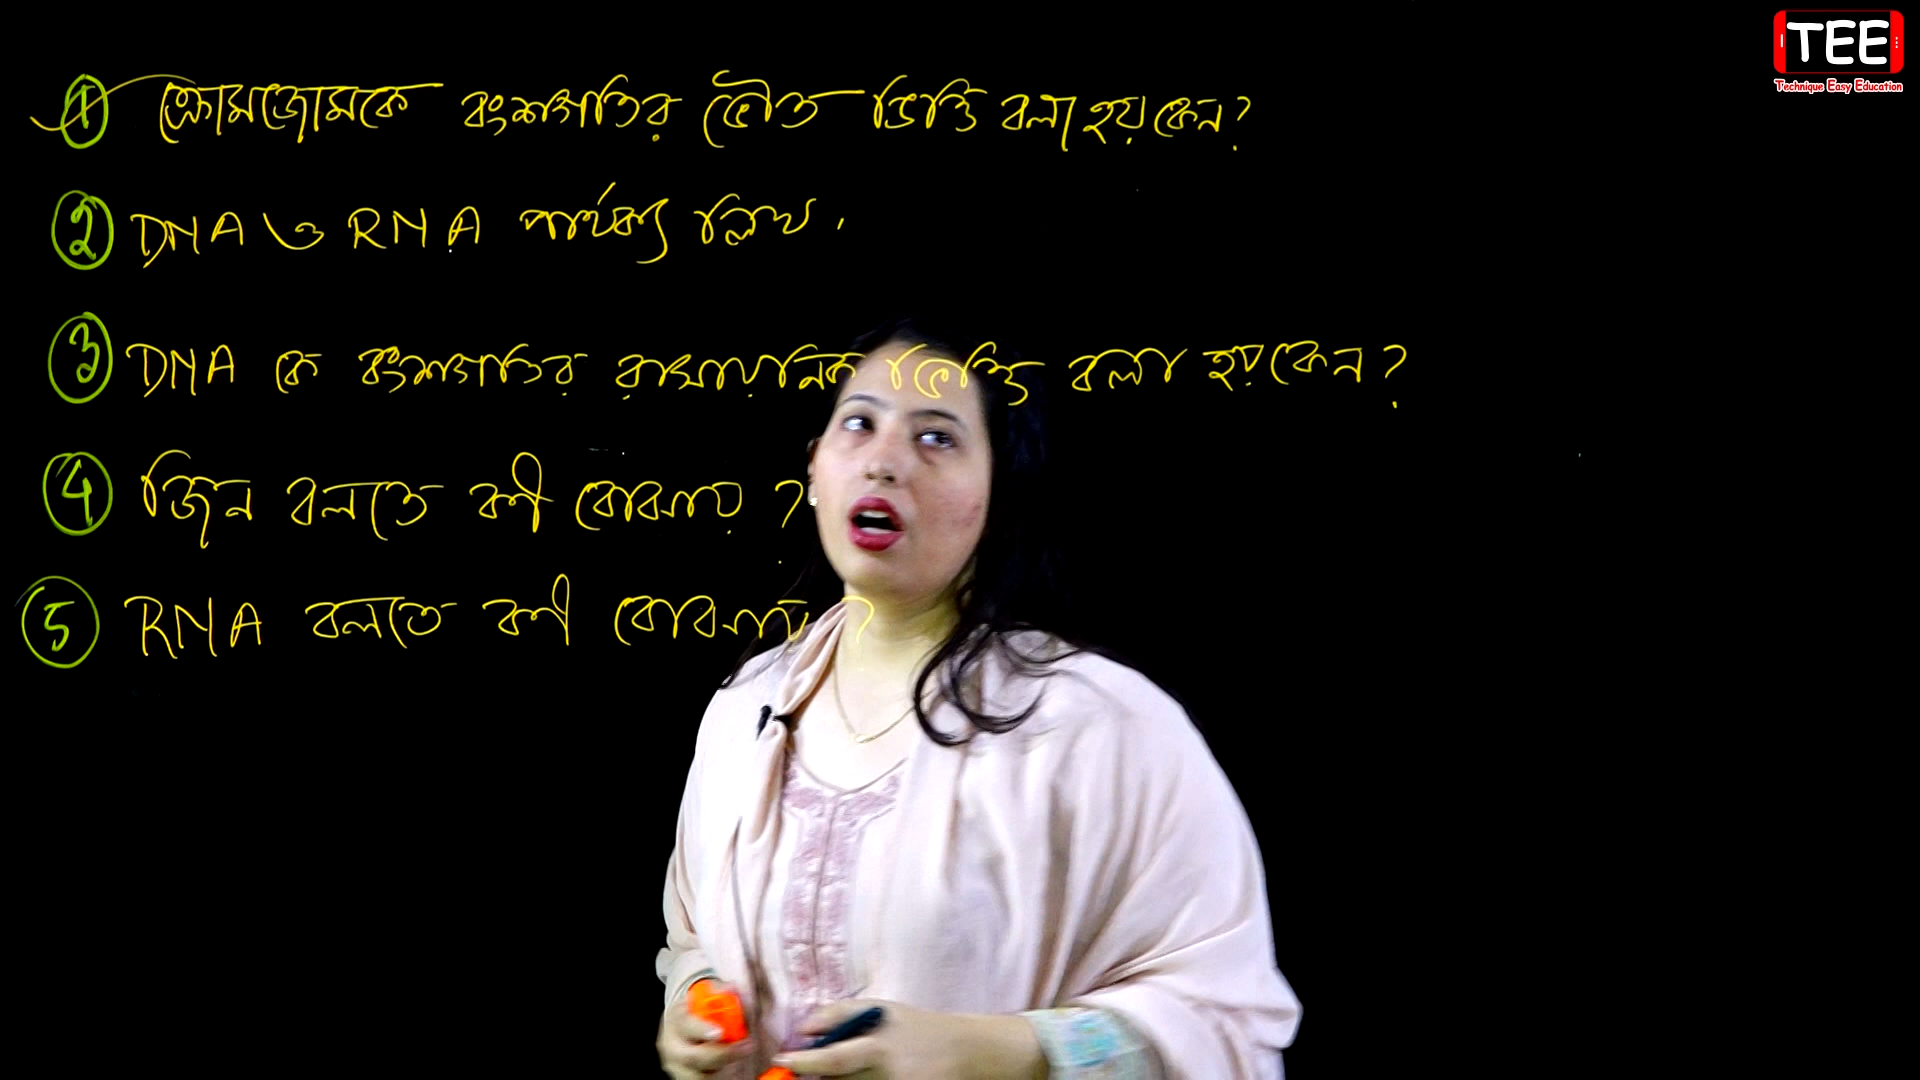 TEE
Technique Easy Education
① ক্রোমোজোমকে বংশগতির ভৌত ভিত্তি বলা হয় কেন?
② DNA ও RNA পার্থক্য লিখ।
③ DNA কে বংশগতির রাসায়নিক ভিত্তি বলা হয় কেন?
④ জিন বলতে কী বোঝায়?
⑤ RNA বলতে কী বোঝায়?